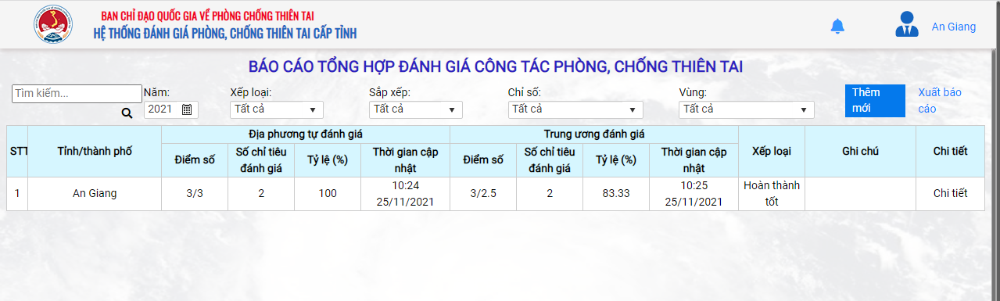 BAN CHỈ ĐẠO QUỐC GIA VỀ PHÒNG CHỐNG THIÊN TAI
HỆ THỐNG ĐÁNH GIÁ PHÒNG, CHỐNG THIÊN TAI CẤP TỈNH
An Giang
BÁO CÁO TỔNG HỢP ĐÁNH GIÁ CÔNG TÁC PHÒNG, CHỐNG THIÊN TAI
Tìm kiếm...
Năm:
2021
Xếp loại:
Tất cả
Sắp xếp:
Tất cả
Chỉ số:
Tất cả
Vùng:
Tất cả
Thêm
mới
Xuất báo
cáo
STT
Tỉnh/thành phố
Địa phương tự đánh giá
Trung ương đánh giá
Xếp loại
Ghi chú
Chi tiết
Điểm số
Số chỉ tiêu
đánh giá
Tỷ lệ (%)
Thời gian cập
nhật
Điểm số
Số chỉ tiêu
đánh giá
Tỷ lệ (%)
Thời gian cập
nhật
1
An Giang
3/3
2
100
10:24
25/11/2021
3/2.5
2
83.33
10:25
25/11/2021
Hoàn thành
tốt
Chi tiết